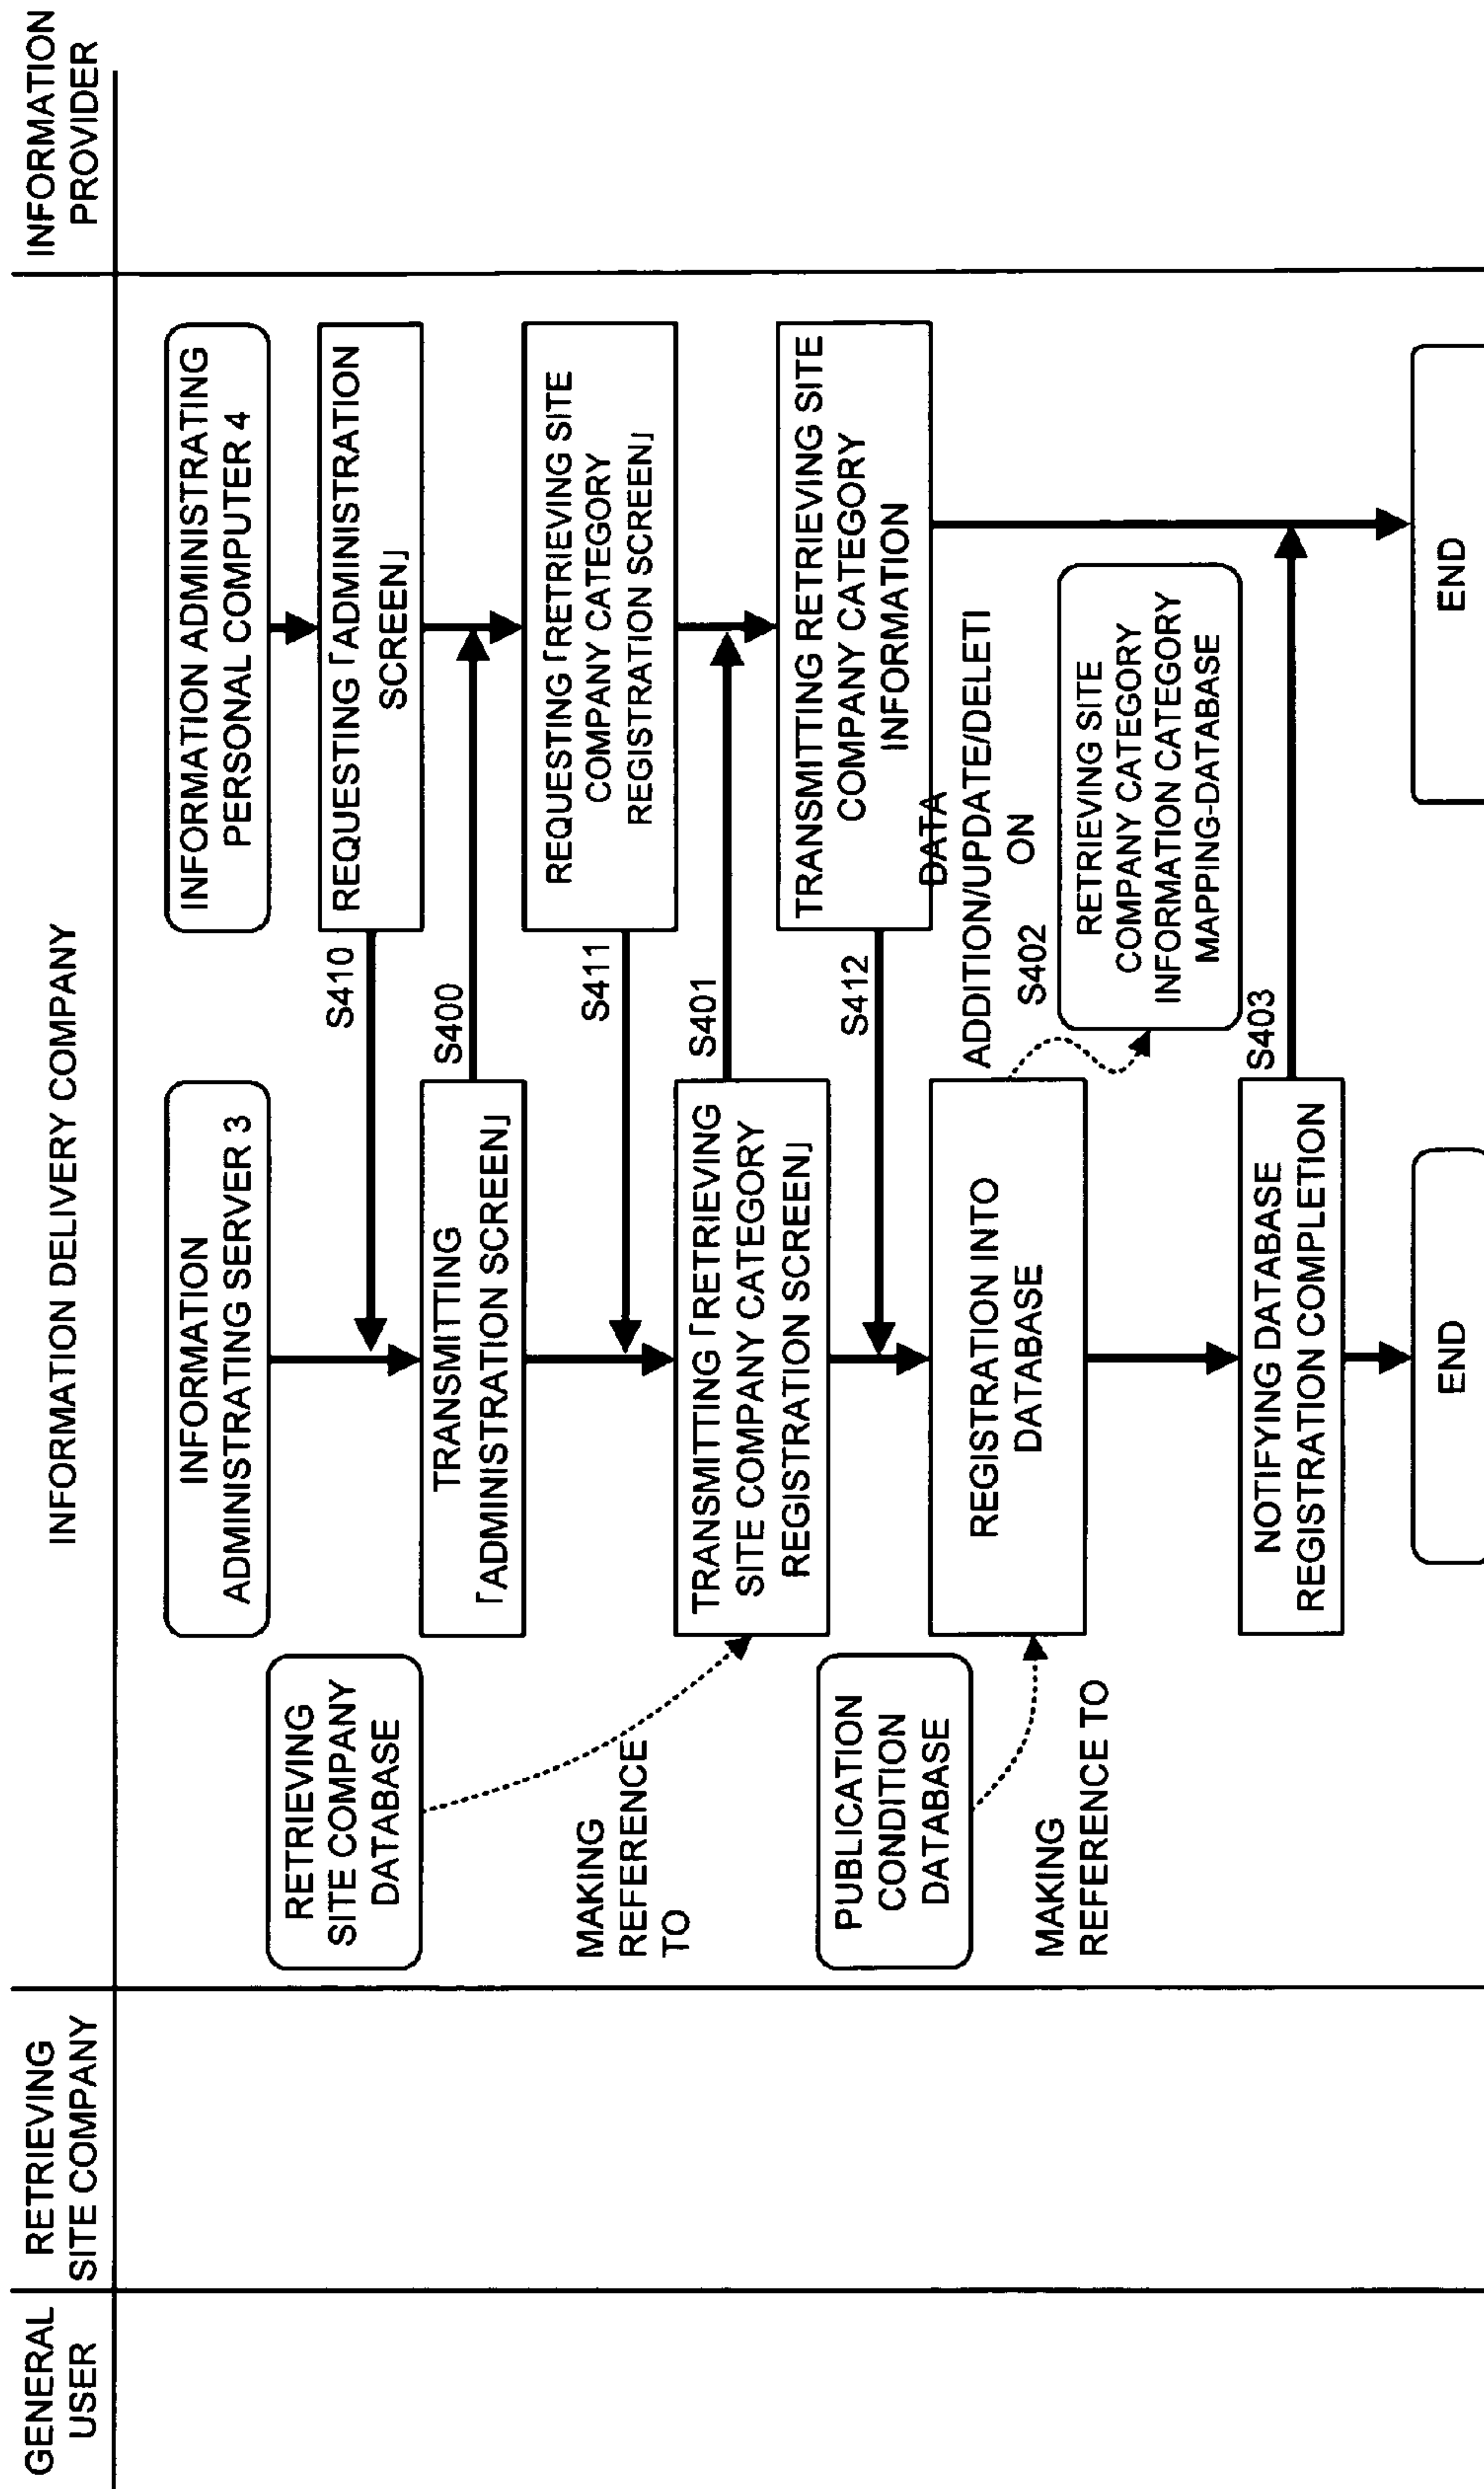 GENERAL
USER
RETRIEVING
SITE COMPANY
INFORMATION DELIVERY COMPANY
INFORMATION
PROVIDER
INFORMATION
ADMINISTRATING SERVER 3
INFORMATION ADMINISTRATING
PERSONAL COMPUTER 4
RETRIEVING
SITE COMPANY
DATABASE
S410
REQUESTING「ADMINISTRATION
SCREEN」
TRANSMITTING
「ADMINISTRATION SCREEN」
S400
MAKING
REFERENCE
TO
S411
REQUESTING「RETRIEVING SITE
COMPANY CATEGORY
REGISTRATION SCREEN」
TRANSMITTING「RETRIEVING
SITE COMPANY CATEGORY
REGISTRATION SCREEN」
S401
PUBLICATION
CONDITION
DATABASE
S412
TRANSMITTING RETRIEVING SITE
COMPANY CATEGORY
INFORMATION
REGISTRATION INTO
DATABASE
DATA
ADDITION/UPDATE/DELETI
S402 ON
MAKING
REFERENCE TO
RETRIEVING SITE
COMPANY CATEGORY
INFORMATION CATEGORY
MAPPING-DATABASE
NOTIFYING DATABASE
REGISTRATION COMPLETION
S403
END
END